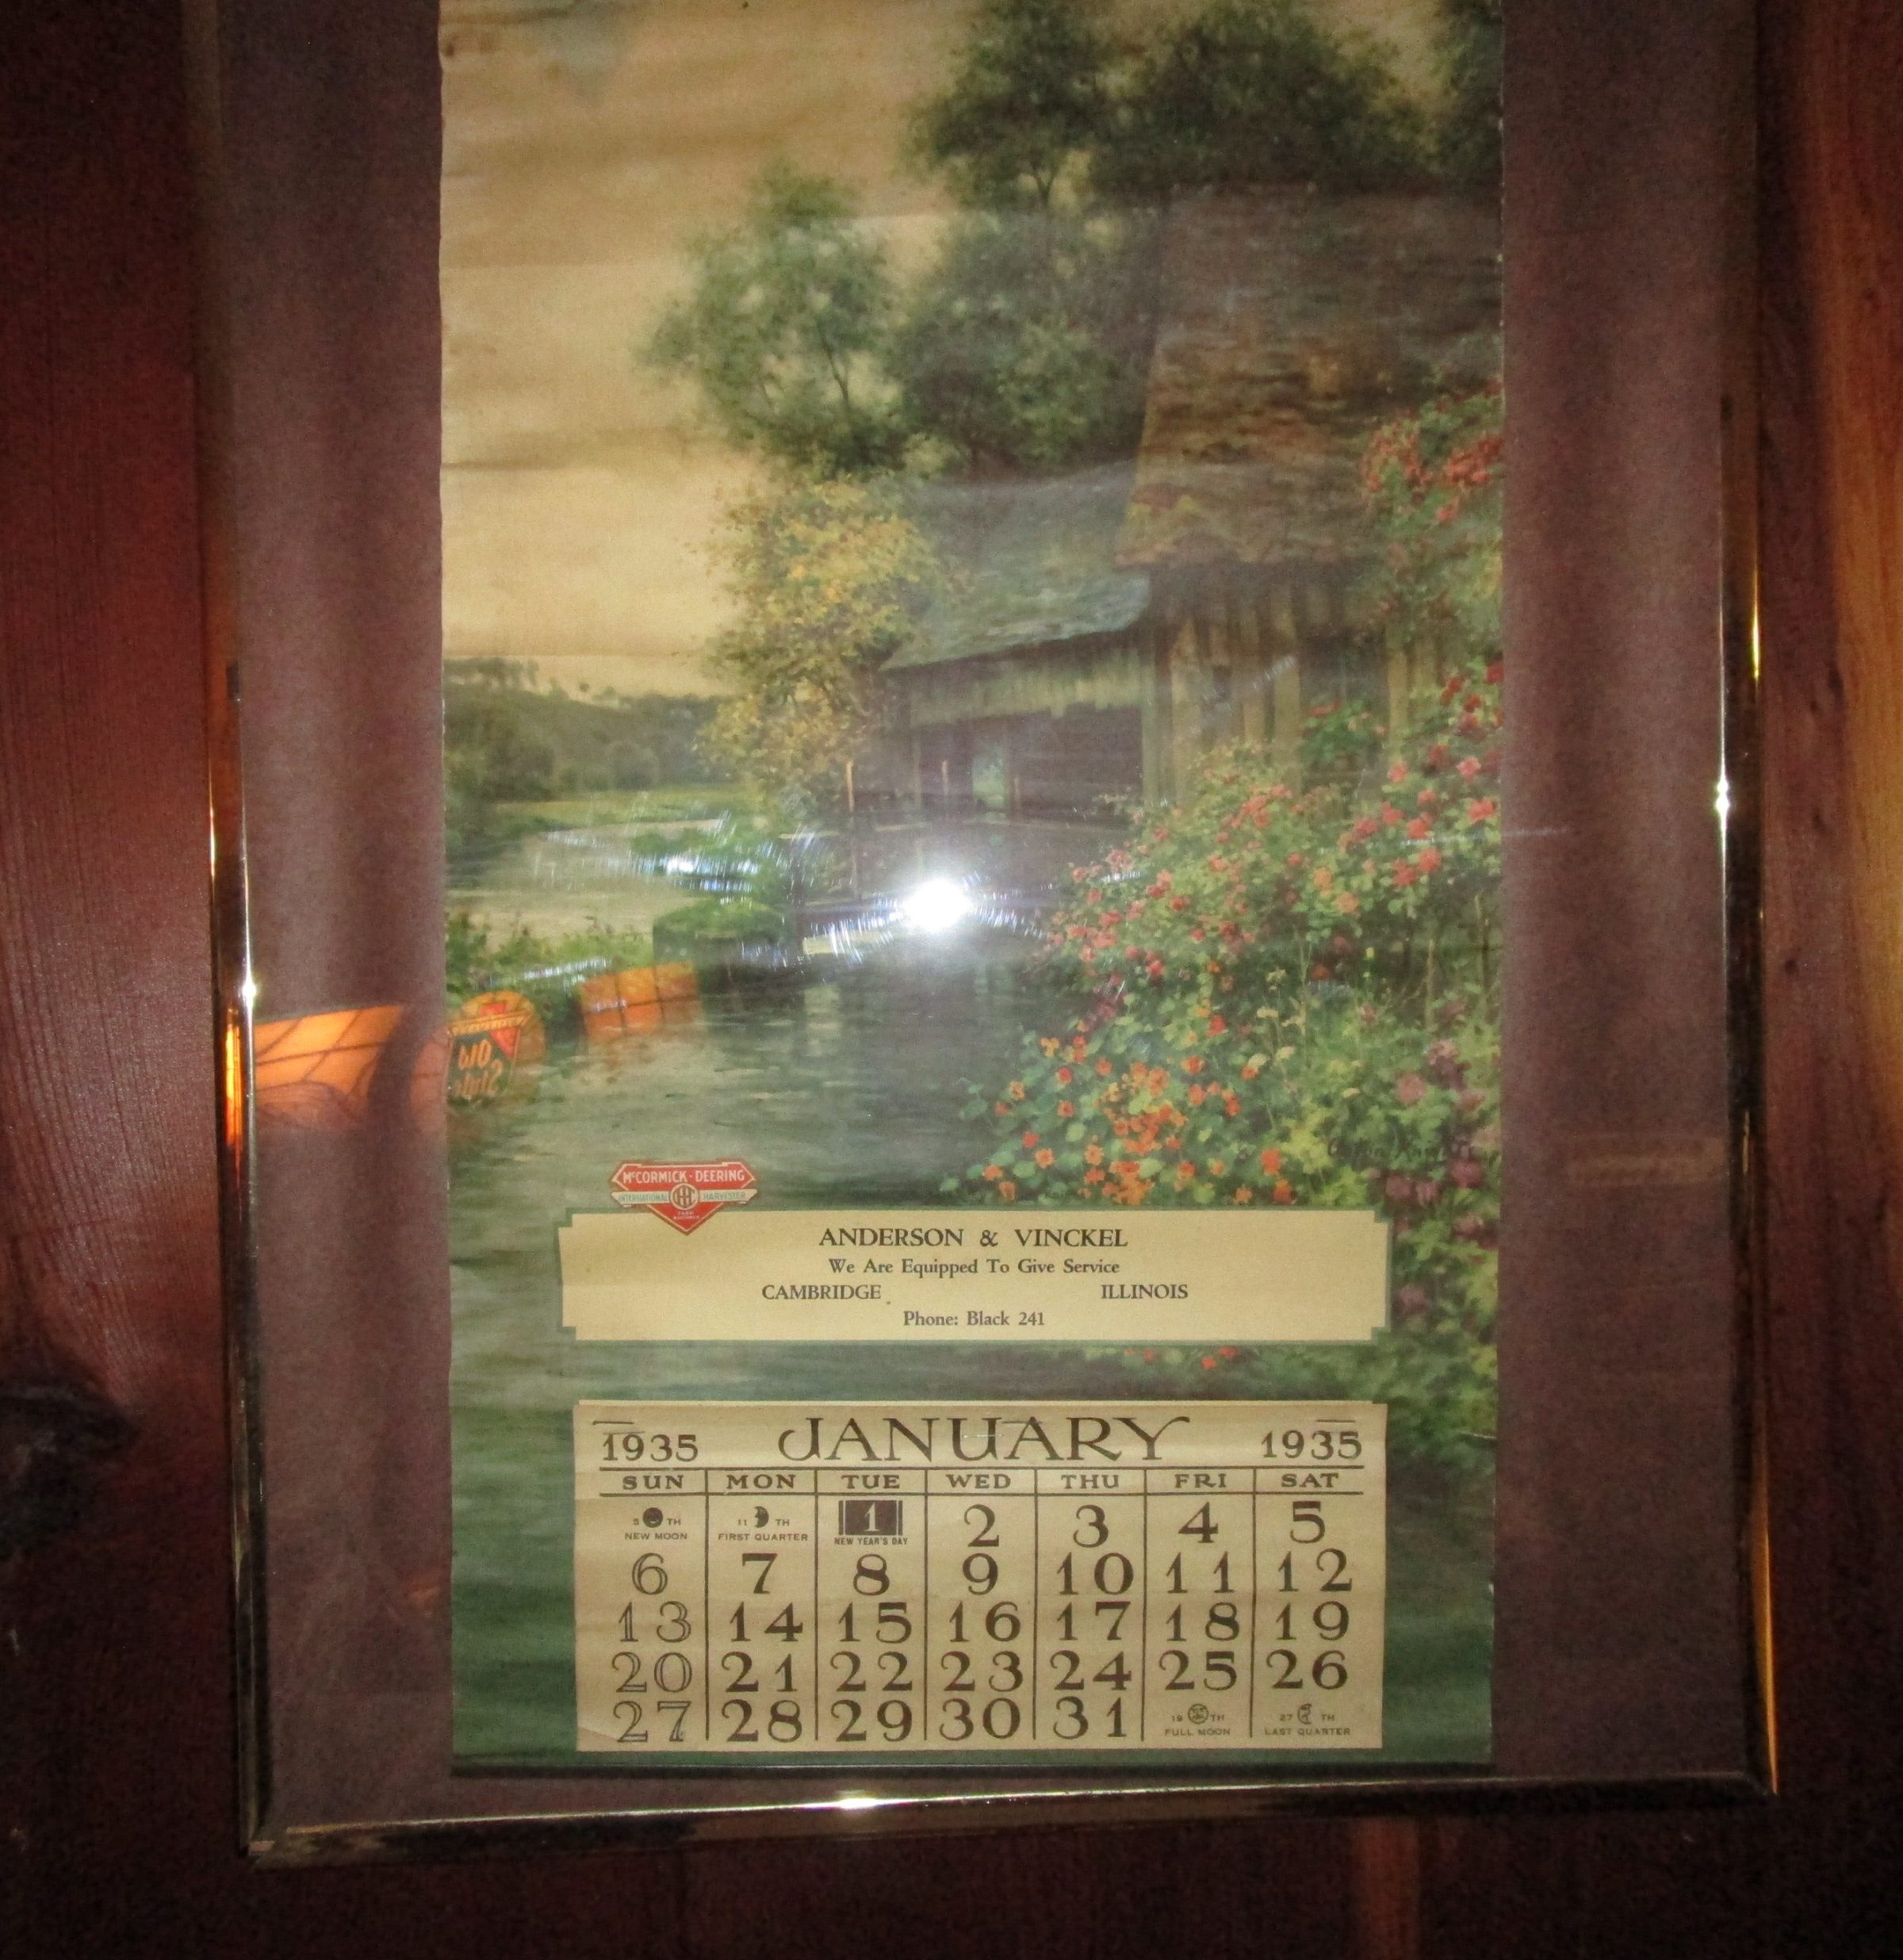 McCORMICK-DEERING
INTERNATIONAL IHC HARVESTER
FARM MACHINES
ANDERSON & VINCKEL
We Are Equipped To Give Service
CAMBRIDGE ILLINOIS
Phone: Black 241
1935 JANUARY 1935
SUN MON TUE WED THU FRI SAT
5TH NEW MOON 11TH FIRST QUARTER 1 NEW YEAR'S DAY 2 3 4 5
6 7 8 9 10 11 12
13 14 15 16 17 18 19
20 21 22 23 24 25 26
27 28 29 30 31 19TH FULL MOON 27TH LAST QUARTER